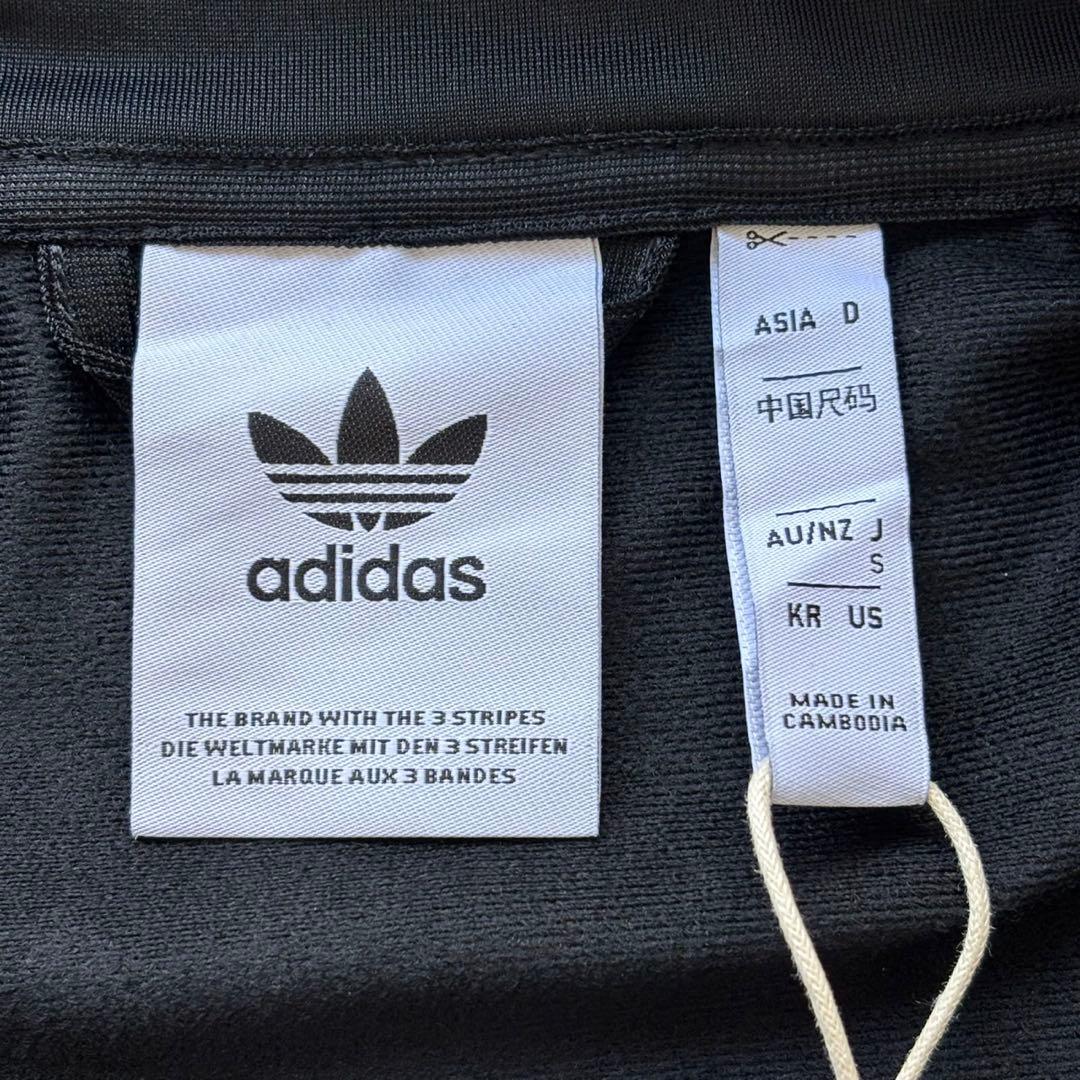 adidas
THE BRAND WITH THE 3 STRIPES
DIE WELTMARKE MIT DEN 3 STREIFEN
LA MARQUE AUX 3 BANDES
ASIA D
中国尺码
AU/NZ J
S
KR US
MADE IN
CAMBODIA